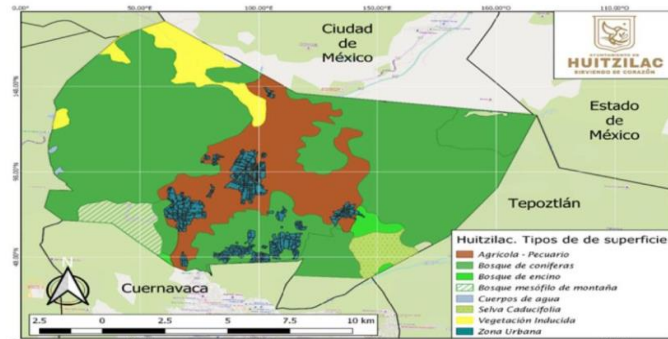 0.00° 50.00°E 100.00°E 150.00°E
Ciudad
de
México
AYUNTAMIENTO DE
HUITZILAC
SIRVIENDO DE CORAZÓN
Estado
de
México
Tepoztlán
Cuernavaca
N
Huitzilac. Tipos de de superficie
Agrícola - Pecuario
Bosque de coníferas
Bosque de encino
Bosque mesófilo de montaña
Cuerpos de agua
Selva Caducifolia
Vegetación Inducida
Zona Urbana
2.5 0 2.5 5 7.5 10 km